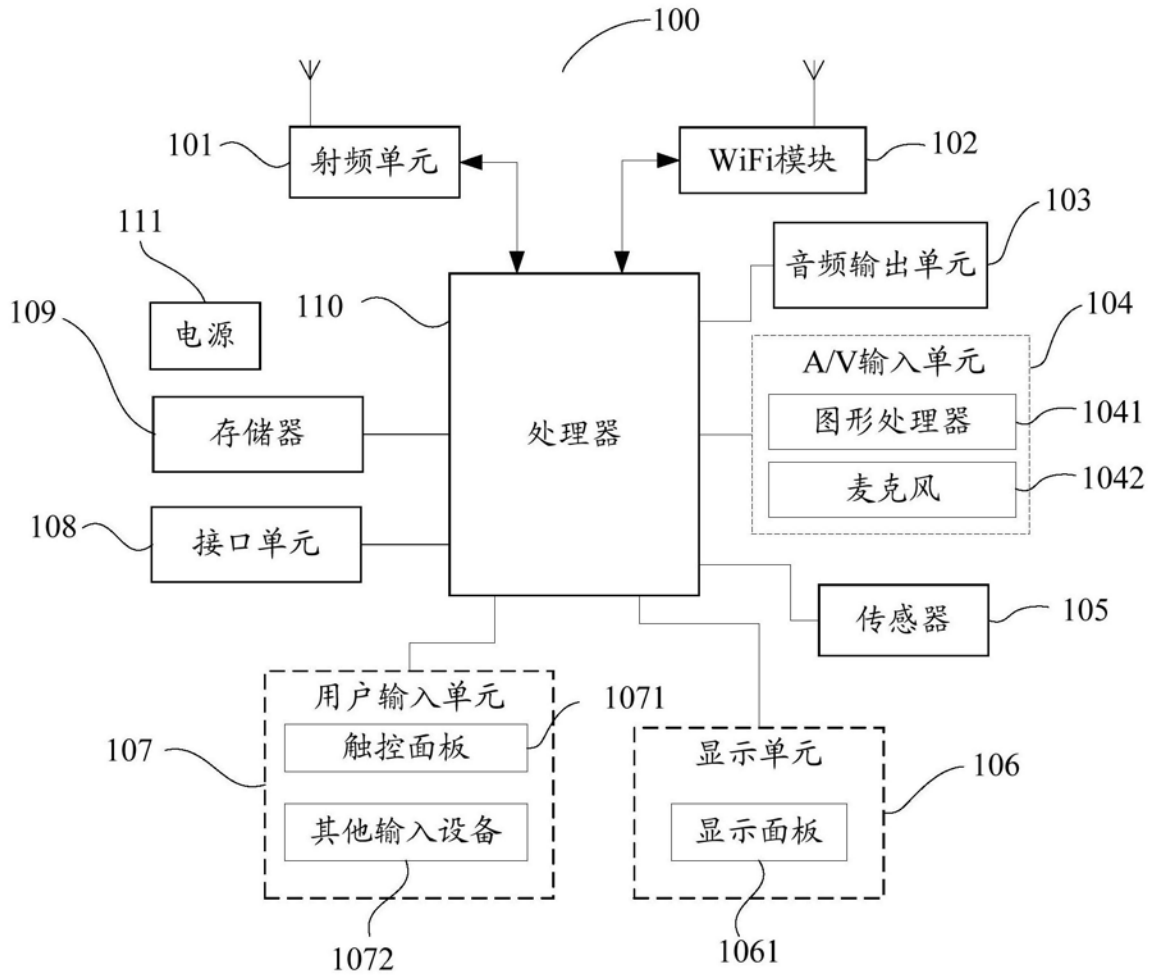 100
101
射频单元
WiFi模块
102
103
音频输出单元
111
电源
110
109
存储器
处理器
104
A/V输入单元
图形处理器
1041
麦克风
1042
108
接口单元
传感器
105
用户输入单元
1071
107
触控面板
其他输入设备
1072
显示单元
106
显示面板
1061